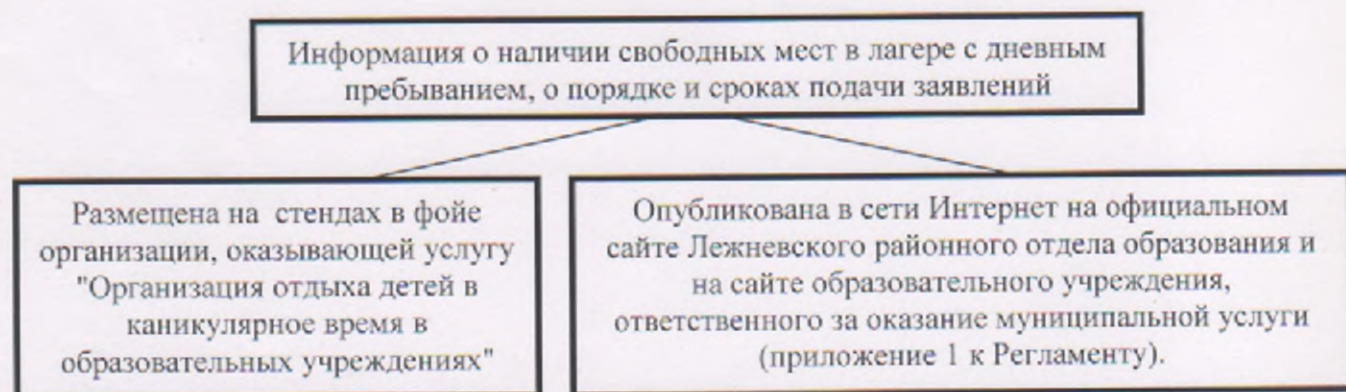 Информация о наличии свободных мест в лагере с дневным
пребыванием, о порядке и сроках подачи заявлений
Размещена на стендах в фойе
организации, оказывающей услугу
"Организация отдыха детей в
каникулярное время в
образовательных учреждениях"
Опубликована в сети Интернет на официальном
сайте Лежневского районного отдела образования и
на сайте образовательного учреждения,
ответственного за оказание муниципальной услуги
(приложение 1 к Регламенту).